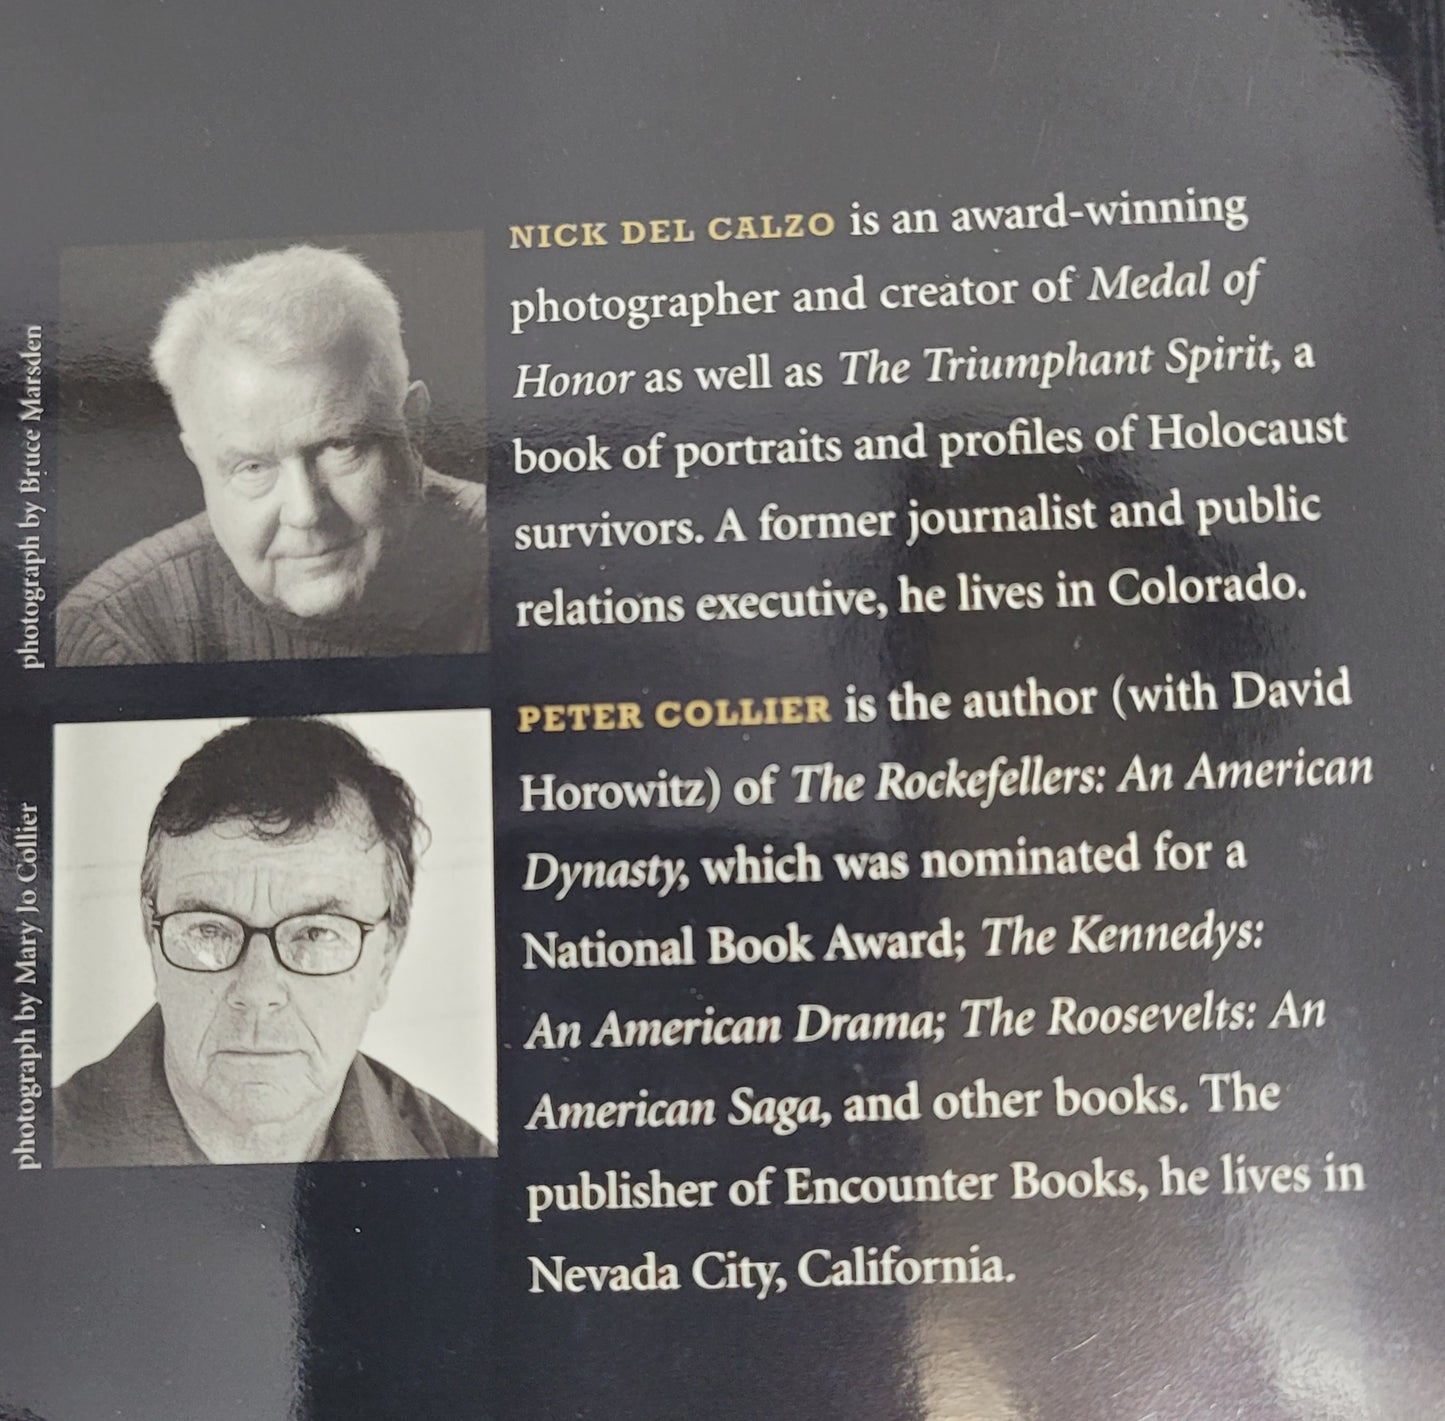 photograph by Bruce Marsden
NICK DEL CALZO is an award-winning
photographer and creator of Medal of
Honor as well as The Triumphant Spirit, a
book of portraits and profiles of Holocaust
survivors. A former journalist and public
relations executive, he lives in Colorado.
photograph by Mary Jo Collier
PETER COLLIER is the author (with David
Horowitz) of The Rockefellers: An American
Dynasty, which was nominated for a
National Book Award; The Kennedys:
An American Drama; The Roosevelts: An
American Saga, and other books. The
publisher of Encounter Books, he lives in
Nevada City, California.